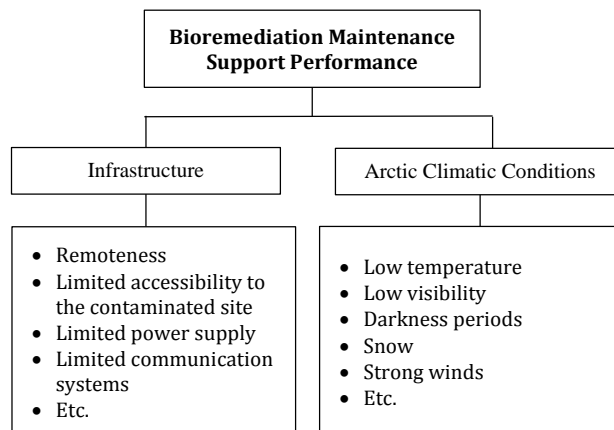 Bioremediation Maintenance
Support Performance
Infrastructure
Arctic Climatic Conditions
• Remoteness
• Limited accessibility to
the contaminated site
• Limited power supply
• Limited communication
systems
• Etc.
• Low temperature
• Low visibility
• Darkness periods
• Snow
• Strong winds
• Etc.